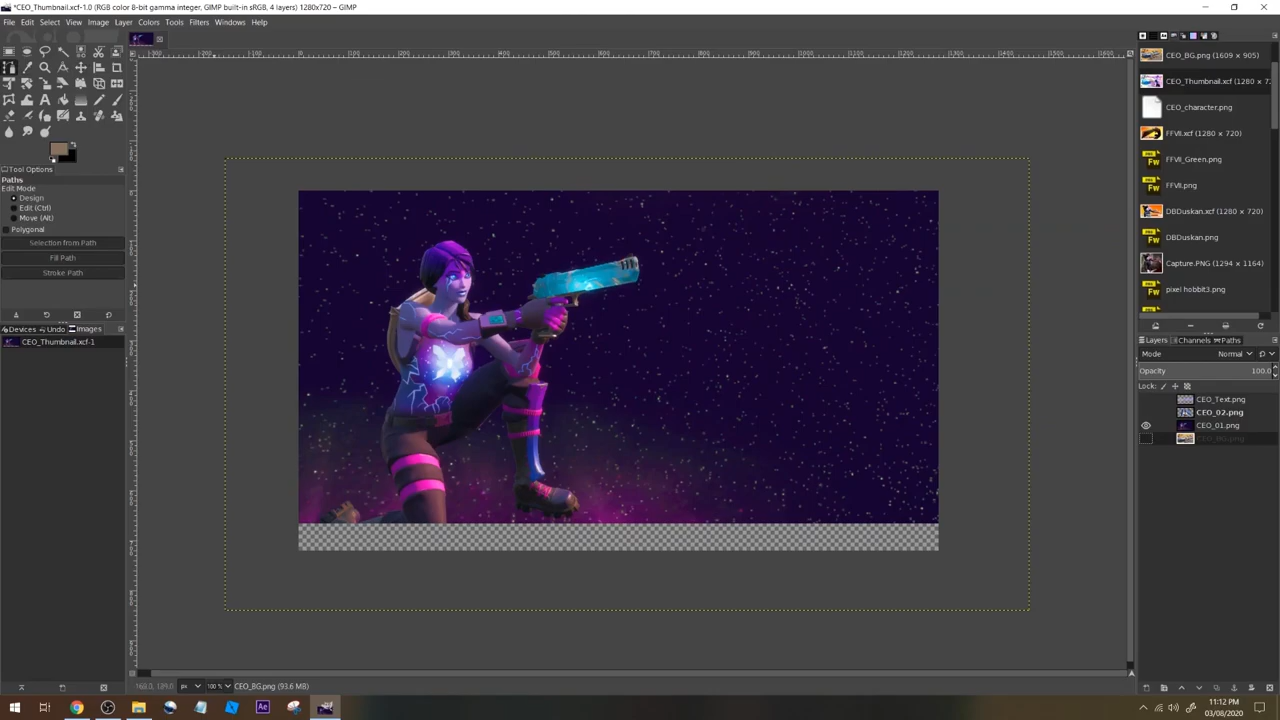 *CEO_Thumbnail.xcf-1.0 (RGB color 8-bit gamma integer, GIMP built-in sRGB, 4 layers) 1280x720 – GIMP
File Edit Select View Image Layer Colors Tools Filters Windows Help
Tool Options
Paths
Edit Mode
Design
Edit (Ctrl)
Move (Alt)
Polygonal
Selection from Path
Fill Path
Stroke Path
Devices Undo Images
CEO_Thumbnail.xcf-1
px 100 % CEO_BG.png (93.6 MB)
CEO_BG.png (1609 × 905)
CEO_Thumbnail.xcf (1280 × 72
CEO_character.png
FFVII.xcf (1280 × 720)
FFVII_Green.png
FFVII.png
DBDuskan.xcf (1280 × 720)
DBDuskan.png
Capture.PNG (1294 × 1164)
pixel hobbit3.png
Layers Channels Paths
Mode Normal
Opacity 100.0
Lock:
CEO_Text.png
CEO_02.png
CEO_01.png
CEO_BG.png
Ae
11:12 PM
03/08/2020